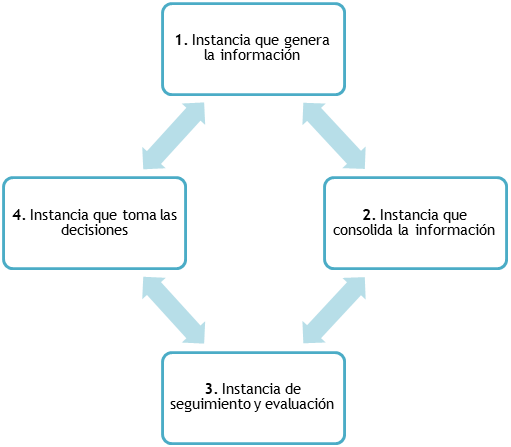 1. Instancia que genera
la información
2. Instancia que
consolida la información
3. Instancia de
seguimiento y evaluación
4. Instancia que toma las
decisiones